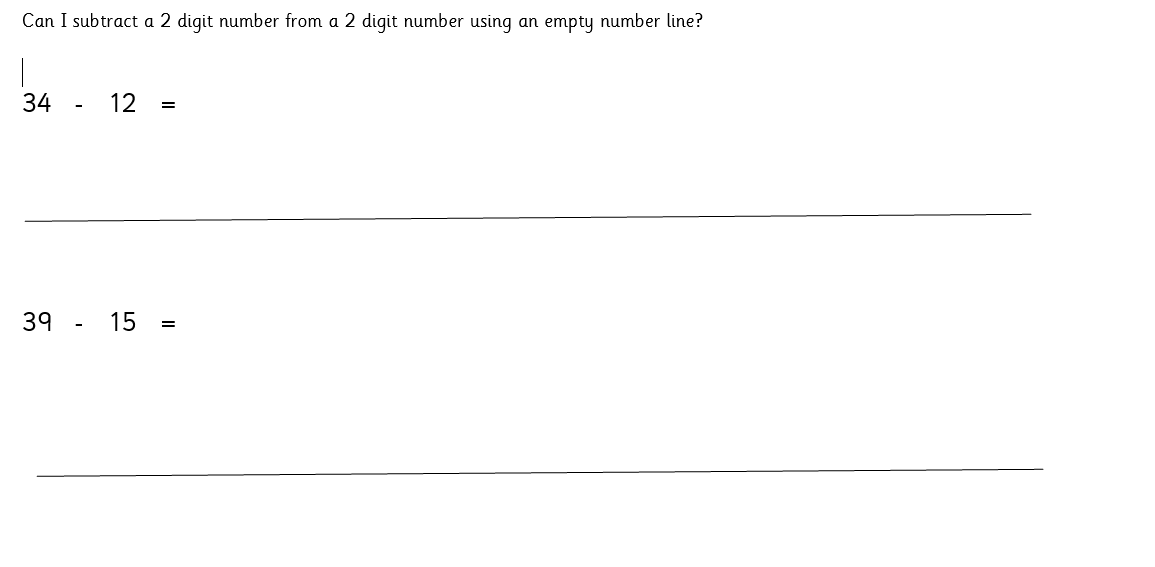 Can I subtract a 2 digit number from a 2 digit number using an empty number line?
34 - 12 =
39 - 15 =